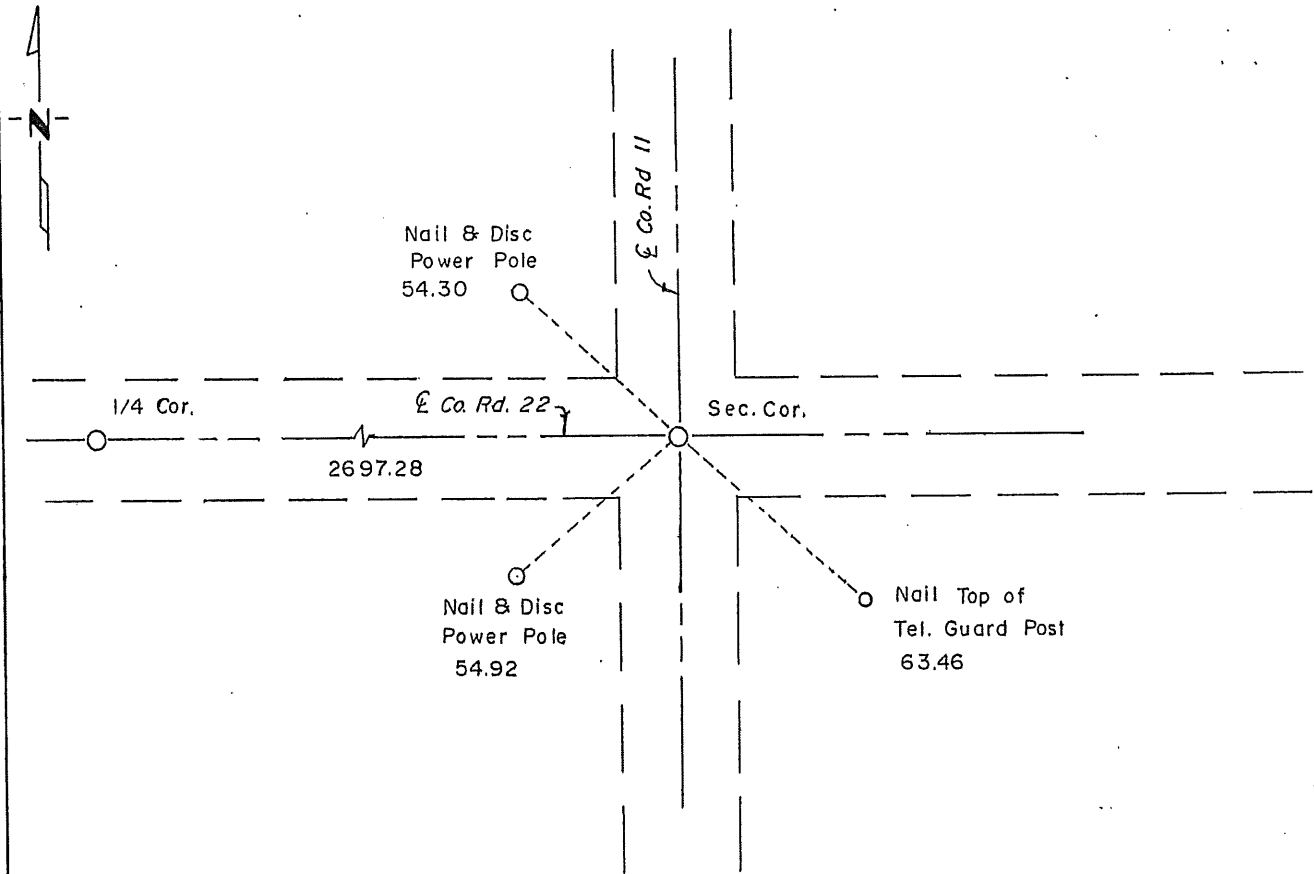 N
℄ Co. Rd 11
Nail & Disc
Power Pole
54.30
1/4 Cor.
℄ Co. Rd. 22
Sec. Cor.
2697.28
Nail & Disc
Power Pole
54.92
Nail Top of
Tel. Guard Post
63.46